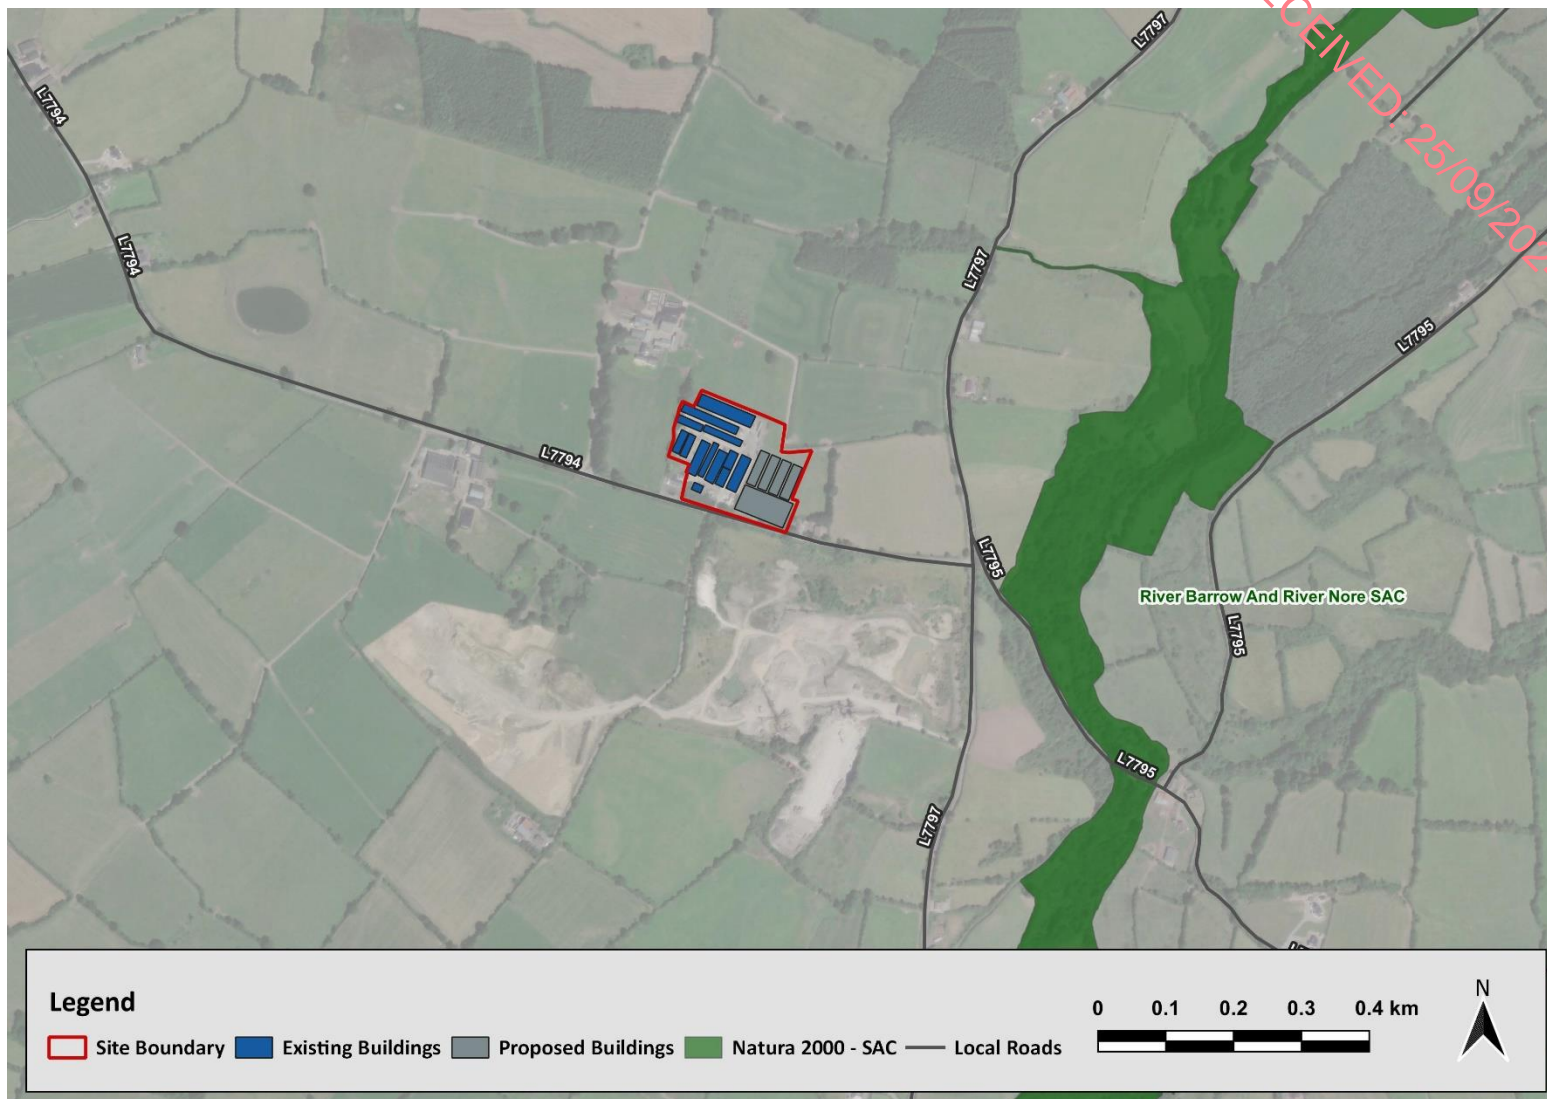 L7797
RECEIVED: 25/09/202
L7794
L7794
L7797
L7795
L7794
L7795
River Barrow And River Nore SAC
L7795
L7795
L7797
Legend
0 0.1 0.2 0.3 0.4 km
N
Site Boundary Existing Buildings Proposed Buildings Natura 2000 - SAC Local Roads